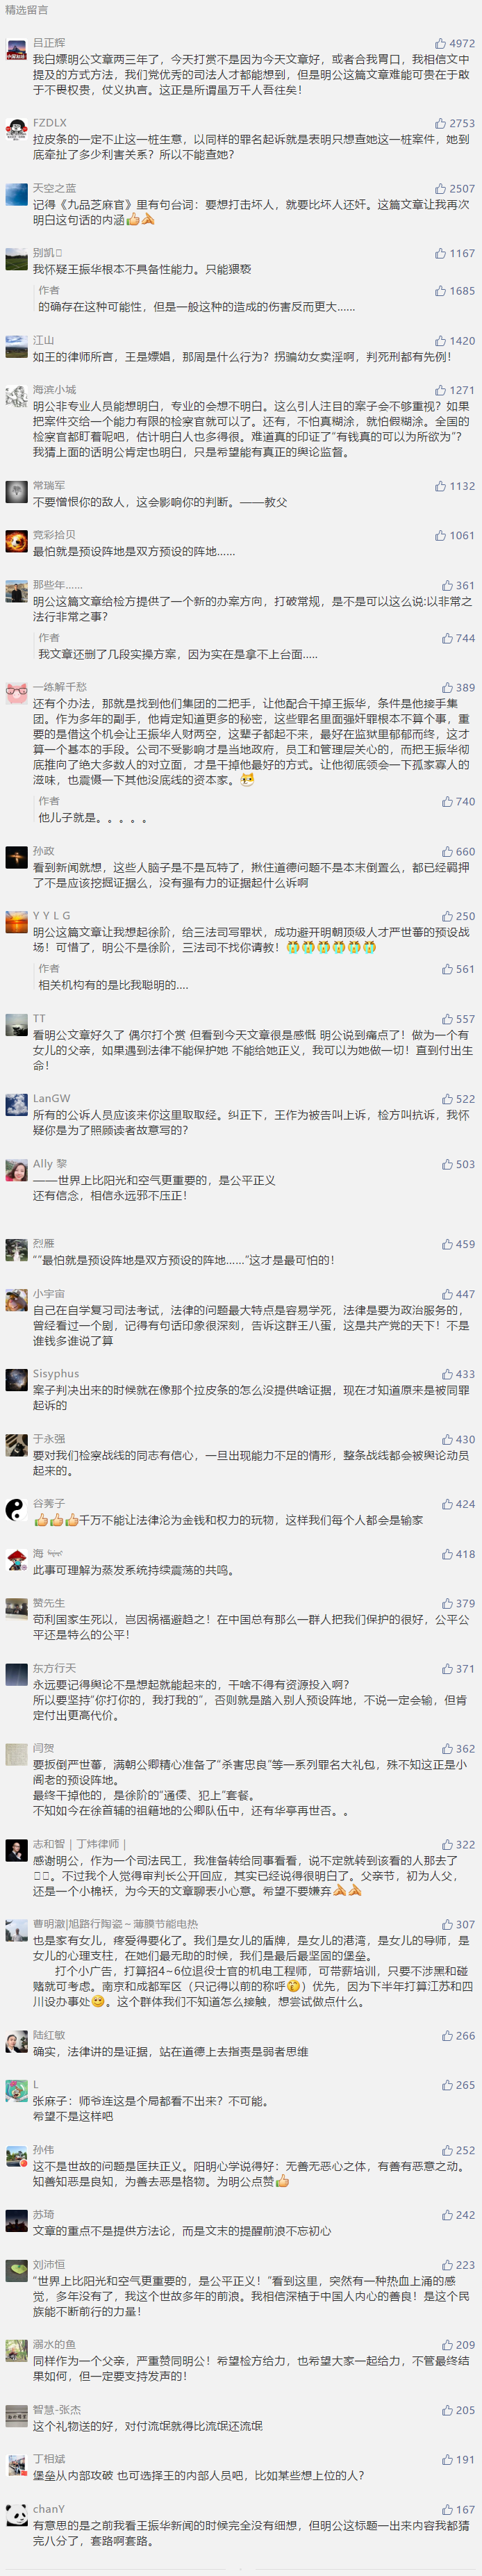 精选留言
吕正辉
4972
我白嫖明公文章两三年了，今天打赏不是因为今天文章好，或者合我胃口，我相信文中
提及的方式方法，我们党优秀的司法人才都能想到，但是明公这篇文章难能可贵在于敢
于不畏权贵，仗义执言。这正是所谓虽万千人吾往矣！
FZDLX
2753
拉皮条的一定不止这一桩生意，以同样的罪名起诉就是表明只想查她这一桩案件，她到
底牵扯了多少利害关系？所以不能查她？
天空之蓝
2507
记得《九品芝麻官》里有句台词：要想打击坏人，就要比坏人还奸。这篇文章让我再次
明白这句话的内涵
别凯
1167
我怀疑王振华根本不具备性能力。只能猥亵
作者
1685
的确存在这种可能性，但是一般这种的造成的伤害反而更大……
江山
1420
如王的律师所言，王是嫖娼，那周是什么行为？拐骗幼女卖淫啊，判死刑都有先例！
海滨小城
1271
明公非专业人员能想明白，专业的会想不明白。这么引人注目的案子会不够重视？如果
把案件交给一个能力有限的检察官就可以了。还有，不怕真糊涂，就怕假糊涂。全国的
检察官都盯着呢吧，估计明白人也多得很。难道真的印证了“有钱真的可以为所欲为”？
我猜上面的话明公肯定也明白，只是希望能有真正的舆论监督。
常瑞军
1132
不要憎恨你的敌人，这会影响你的判断。——教父
竞彩拾贝
1061
最怕就是预设阵地是双方预设的阵地……
那些年……
361
明公这篇文章给检方提供了一个新的办案方向，打破常规，是不是可以这么说:以非常之
法行非常之事？
作者
744
我文章还删了几段实操方案，因为实在是拿不上台面.....
一炼解千愁
389
还有个办法，那就是找到他们集团的二把手，让他配合干掉王振华，条件是他接手集
团。作为多年的副手，他肯定知道更多的秘密，这些罪名里面强奸罪根本不算个事，重
要的是借这个机会让王振华人财两空，这辈子都起不来，最好在监狱里郁郁而终，这才
算一个基本的手段。公司不受影响才是当地政府，员工和管理层关心的，而把王振华彻
底推向了绝大多数人的对立面，才是干掉他最好的方式。让他彻底领会一下孤家寡人的
滋味，也震慑一下其他没底线的资本家。
作者
740
他儿子就是。。。。。
孙政
660
看到新闻就想，这些人脑子是不是瓦特了，揪住道德问题不是本末倒置么，都已经羁押
了不是应该挖掘证据么，没有强有力的证据起什么诉啊
Y Y L G
250
明公这篇文章让我想起徐阶，给三法司写罪状，成功避开明朝顶级人才严世蕃的预设战
场！可惜了，明公不是徐阶，三法司不找你请教！
作者
561
相关机构有的是比我聪明的....
TT
557
看明公文章好久了 偶尔打个赏 但看到今天文章很是感慨 明公说到痛点了！做为一个有
女儿的父亲，如果遇到法律不能保护她 不能给她正义，我可以为她做一切！直到付出生
命！
LanGW
522
所有的公诉人员应该来你这里取取经。纠正下，王作为被告叫上诉，检方叫抗诉，我怀
疑你是为了照顾读者故意写的？
Ally 黎
503
——世界上比阳光和空气更重要的，是公平正义
还有信念，相信永远邪不压正！
烈雁
459
“”最怕就是预设阵地是双方预设的阵地……”这才是最可怕的！
小宇宙
447
自己在自学复习司法考试，法律的问题最大特点是容易学死，法律是要为政治服务的，
曾经看过一个剧，记得有句话印象很深刻，告诉这群王八蛋，这是共产党的天下！不是
谁钱多谁说了算
Sisyphus
433
案子判决出来的时候就在像那个拉皮条的怎么没提供啥证据，现在才知道原来是被同罪
起诉的
于永强
430
要对我们检察战线的同志有信心，一旦出现能力不足的情形，整条战线都会被舆论动员
起来的。
谷莠子
424
千万不能让法律沦为金钱和权力的玩物，这样我们每个人都会是输家
海
418
此事可理解为蒸发系统持续震荡的共鸣。
赞先生
379
苟利国家生死以，岂因祸福避趋之！在中国总有那么一群人把我们保护的很好，公平公
平还是特么的公平！
东方行天
371
永远要记得舆论不是想起就能起来的，干啥不得有资源投入啊？
所以要坚持“你打你的，我打我的”，否则就是踏入别人预设阵地，不说一定会输，但肯
定付出更高代价。
闫贺
362
要扳倒严世蕃，满朝公卿精心准备了“杀害忠良”等一系列罪名大礼包，殊不知这正是小
阁老的预设阵地。
最终干掉他的，是徐阶的“通倭、犯上”套餐。
不知如今在徐首辅的祖籍地的公卿队伍中，还有华亭再世否。。
志和智｜丁炜律师｜
322
感谢明公，作为一个司法民工，我准备转给同事看看，说不定就转到该看的人那去了
。不过我个人觉得审判长公开回应，其实已经说得很明白了。父亲节，初为人父，
还是一个小棉袄，为今天的文章聊表小心意。希望不要嫌弃
曹明澈|旭路行陶瓷～薄膜节能电热
307
也是家有女儿，疼爱得要化了。我们是女儿的盾牌，是女儿的港湾，是女儿的导师，是
女儿的心理支柱，在她们最无助的时候，我们是最后最坚固的堡垒。
打个小广告，打算招4~6位退役士官的机电工程师，可带薪培训，只要不涉黑和碰
赌就可考虑。南京和成都军区（只记得以前的称呼）优先，因为下半年打算江苏和四
川设办事处。这个群体我们不知道怎么接触，想尝试做点什么。
陆红敏
266
确实，法律讲的是证据，站在道德上去指责是弱者思维
L
265
张麻子：师爷连这是个局都看不出来？不可能。
希望不是这样吧
孙伟
252
这不是世故的问题是匡扶正义。阳明心学说得好：无善无恶心之体，有善有恶意之动。
知善知恶是良知，为善去恶是格物。为明公点赞
苏琦
242
文章的重点不是提供方法论，而是文末的提醒前浪不忘初心
刘沛恒
223
“世界上比阳光和空气更重要的，是公平正义！”看到这里，突然有一种热血上涌的感
觉，多年没有了，我这个世故多年的前浪。我相信深植于中国人内心的善良！是这个民
族能不断前行的力量！
溺水的鱼
209
同样作为一个父亲，严重赞同明公！希望检方给力，也希望大家一起给力，不管最终结
果如何，但一定要支持发声的！
智慧-张杰
205
这个礼物送的好，对付流氓就得比流氓还流氓
丁相斌
191
堡垒从内部攻破 也可选择王的内部人员吧，比如某些想上位的人？
chanY
167
有意思的是之前我看王振华新闻的时候完全没有细想，但明公这标题一出来内容我都猜
完八分了，套路啊套路。